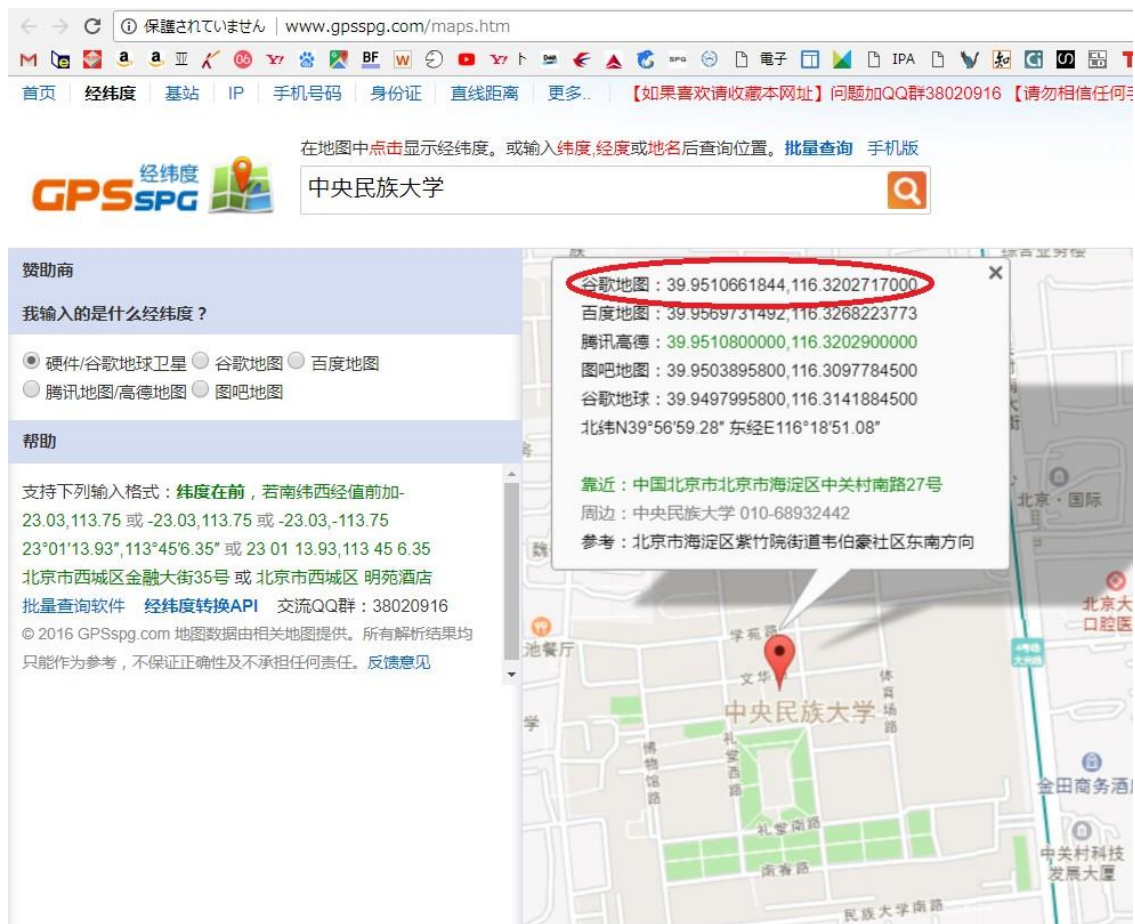 保護されていません www.gpsspg.com/maps.htm
BF W SPG 電子 IPA
首页 经纬度 基站 IP 手机号码 身份证 直线距离 更多.. 【如果喜欢请收藏本网址】问题加QQ群38020916 【请勿相信任何
在地图中点击显示经纬度。或输入纬度,经度或地名后查询位置。批量查询 手机版
经纬度
GPSSPG
中央民族大学
赞助商
我输入的是什么经纬度？
硬件/谷歌地球卫星 谷歌地图 百度地图
腾讯地图/高德地图 图吧地图
帮助
支持下列输入格式：纬度在前，若南纬西经值前加-
23.03,113.75 或 -23.03,113.75 或 -23.03,-113.75
23°01'13.93",113°45'6.35" 或 23 01 13.93,113 45 6.35
北京市西城区金融大街35号 或 北京市西城区 明苑酒店
批量查询软件 经纬度转换API 交流QQ群：38020916
© 2016 GPSspg.com 地图数据由相关地图提供。所有解析结果均
只能作为参考，不保证正确性及不承担任何责任。反馈意见
谷歌地图：39.9510661844,116.3202717000
百度地图：39.9569731492,116.3268223773
腾讯高德：39.9510800000,116.3202900000
图吧地图：39.9503895800,116.3097784500
谷歌地球：39.9497995800,116.3141884500
北纬N39°56'59.28" 东经E116°18'51.08"
靠近：中国北京市北京市海淀区中关村南路27号
周边：中央民族大学 010-68932442
参考：北京市海淀区紫竹院街道韦伯豪社区东南方向
北京·国际
北京大
口腔医
池餐厅
学苑路
4号线
大兴线
文华
体育场路
中央民族大学
学
博物馆路
礼堂西路
金田商务酒
礼堂南路
中关村科技
发展大厦
南睿路
民族大学南路